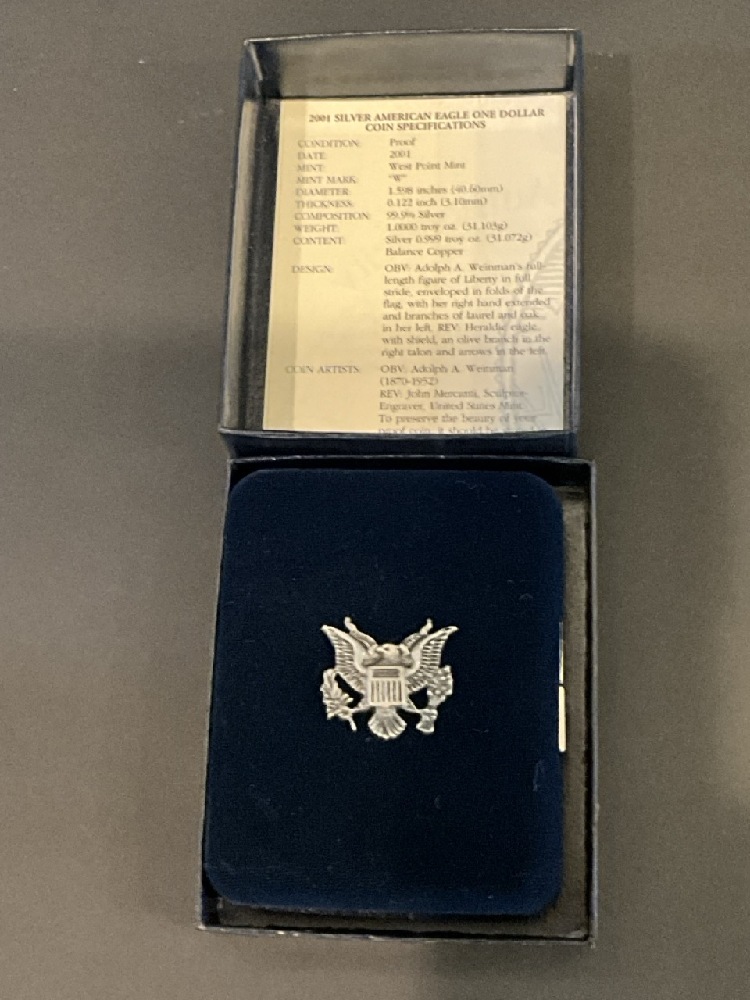 2001 SILVER AMERICAN EAGLE ONE DOLLAR
COIN SPECIFICATIONS
CONDITION: Proof
DATE: 2001
MINT: West Point Mint
MINT MARK: "W"
DIAMETER: 1.598 inches (40.60mm)
THICKNESS: 0.122 inch (3.10mm)
COMPOSITION: 99.9% Silver
WEIGHT: 1.0000 troy oz. (31.103g)
CONTENT: Silver 0.999 troy oz. (31.072g)
Balance Copper
DESIGN: OBV: Adolph A. Weinman's full-
length figure of Liberty in full
stride, enveloped in folds of the
flag, with her right hand extended
and branches of laurel and oak
in her left. REV: Heraldic eagle
with shield, an olive branch in the
right talon and arrows in the left.
COIN ARTISTS: OBV: Adolph A. Weinman
(1870-1952)
REV: John Mercanti, Sculptor-
Engraver, United States Mint
To preserve the beauty of your
proof coin, it should be